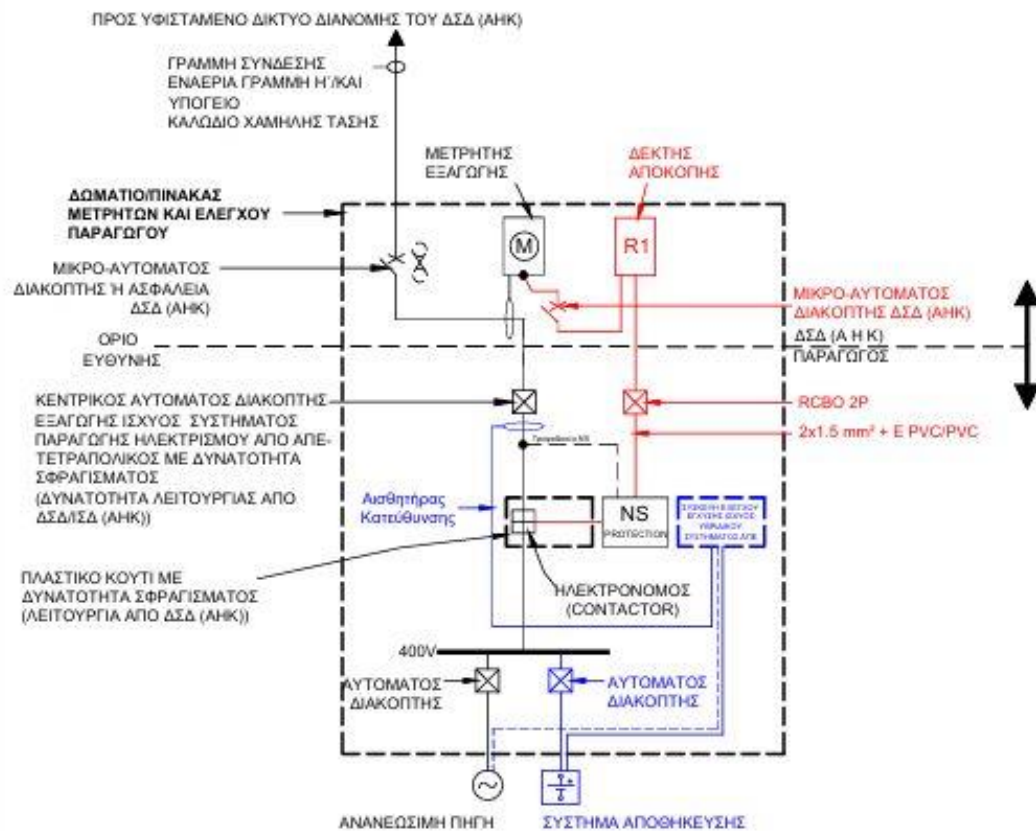 ΠΡΟΣ ΥΦΙΣΤΑΜΕΝΟ ΔΙΚΤΥΟ ΔΙΑΝΟΜΗΣ ΤΟΥ ΔΣΔ (ΑΗΚ)
ΓΡΑΜΜΗ ΣΥΝΔΕΣΗΣ
ΕΝΑΕΡΙΑ ΓΡΑΜΜΗ Η΄/ΚΑΙ
ΥΠΟΓΕΙΟ
ΚΑΛΩΔΙΟ ΧΑΜΗΛΗΣ ΤΑΣΗΣ
ΜΕΤΡΗΤΗΣ
ΕΞΑΓΩΓΗΣ
ΔΕΚΤΗΣ
ΑΠΟΚΟΠΗΣ
ΔΩΜΑΤΙΟ/ΠΙΝΑΚΑΣ
ΜΕΤΡΗΤΩΝ ΚΑΙ ΕΛΕΓΧΟΥ
ΠΑΡΑΓΩΓΟΥ
M
R1
ΜΙΚΡΟ-ΑΥΤΟΜΑΤΟΣ
ΔΙΑΚΟΠΤΗΣ Ή ΑΣΦΑΛΕΙΑ
ΔΣΔ (ΑΗΚ)
ΜΙΚΡΟ-ΑΥΤΟΜΑΤΟΣ
ΔΙΑΚΟΠΤΗΣ ΔΣΔ (ΑΗΚ)
ΟΡΙΟ
ΕΥΘΥΝΗΣ
ΔΣΔ (Α Η Κ)
ΠΑΡΑΓΩΓΟΣ
ΚΕΝΤΡΙΚΟΣ ΑΥΤΟΜΑΤΟΣ ΔΙΑΚΟΠΤΗΣ
ΕΞΑΓΩΓΗΣ ΙΣΧΥΟΣ ΣΥΣΤΗΜΑΤΟΣ
ΠΑΡΑΓΩΓΗΣ ΗΛΕΚΤΡΙΣΜΟΥ ΑΠΟ ΑΠΕ-
ΤΕΤΡΑΠΟΛΙΚΟΣ ΜΕ ΔΥΝΑΤΟΤΗΤΑ
ΣΦΡΑΓΙΣΜΑΤΟΣ
(ΔΥΝΑΤΟΤΗΤΑ ΛΕΙΤΟΥΡΓΙΑΣ ΑΠΟ
ΔΣΔ/ΙΣΔ (ΑΗΚ))
RCBO 2P
2x1.5 mm² + E PVC/PVC
Αισθητήρας
Κατεύθυνσης
NS
PROTECTION
ΗΛΕΚΤΡΟΝΟΜΟΣ
(CONTACTOR)
ΠΛΑΣΤΙΚΟ ΚΟΥΤΙ ΜΕ
ΔΥΝΑΤΟΤΗΤΑ ΣΦΡΑΓΙΣΜΑΤΟΣ
(ΛΕΙΤΟΥΡΓΙΑ ΑΠΟ ΔΣΔ (ΑΗΚ))
400V
ΑΥΤΟΜΑΤΟΣ
ΔΙΑΚΟΠΤΗΣ
ΑΥΤΟΜΑΤΟΣ
ΔΙΑΚΟΠΤΗΣ
ΑΝΑΝΕΩΣΙΜΗ ΠΗΓΗ
ΣΥΣΤΗΜΑ ΑΠΟΘΗΚΕΥΣΗΣ